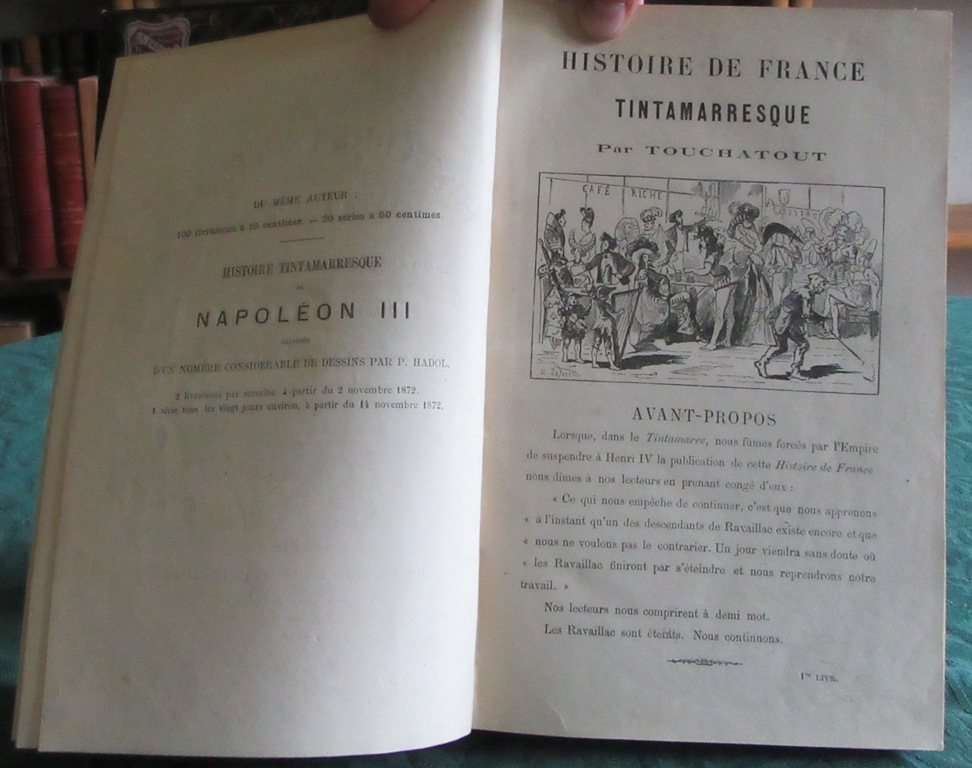 DU MÊME AUTEUR :
100 livraisons à 10 centimes. — 20 séries à 50 centimes.
HISTOIRE TINTAMARRESQUE
DE
NAPOLÉON III
ILLUSTRÉE
D'UN NOMBRE CONSIDÉRABLE DE DESSINS PAR P. HADOL.
2 livraisons par semaine à partir du 2 novembre 1872.
1 série tous les vingt jours environ, à partir du 14 novembre 1872.
HISTOIRE DE FRANCE
TINTAMARRESQUE
Par TOUCHATOUT
CAFÉ RICHE
AVANT-PROPOS
Lorsque, dans le Tintamarre, nous fûmes forcés par l'Empire
de suspendre à Henri IV la publication de cette Histoire de France
nous dîmes à nos lecteurs en prenant congé d'eux :
« Ce qui nous empêche de continuer, c'est que nous apprenons
« à l'instant qu'un des descendants de Ravaillac existe encore et que
« nous ne voulons pas le contrarier. Un jour viendra sans doute où
« les Ravaillac finiront par s'éteindre et nous reprendrons notre
travail. »
Nos lecteurs nous comprirent à demi mot.
Les Ravaillac sont éteints. Nous continuons.
1re LIVR.